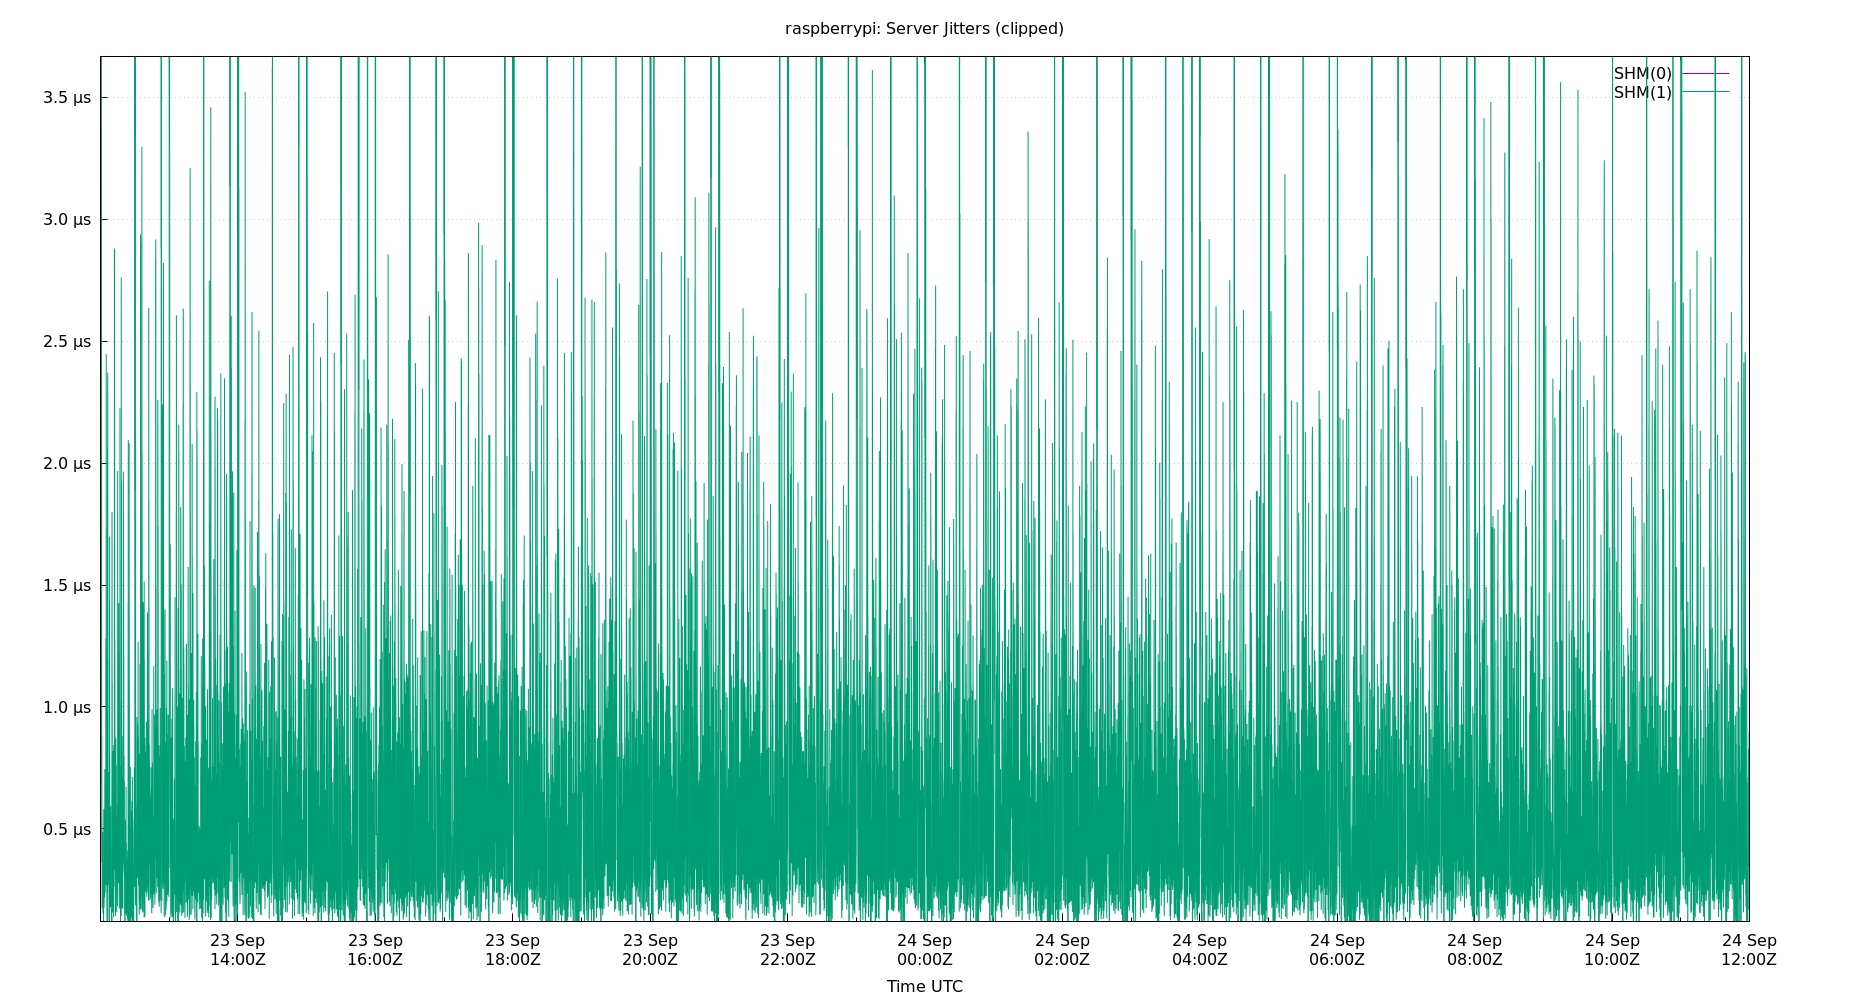 raspberrypi: Server Jitters (clipped)
SHM(0)
SHM(1)
3.5 µs
3.0 µs
2.5 µs
2.0 µs
1.5 µs
1.0 µs
0.5 µs
23 Sep 23 Sep 23 Sep 23 Sep 23 Sep 24 Sep 24 Sep 24 Sep 24 Sep 24 Sep 24 Sep 24 Sep
14:00Z 16:00Z 18:00Z 20:00Z 22:00Z 00:00Z 02:00Z 04:00Z 06:00Z 08:00Z 10:00Z 12:00Z
Time UTC